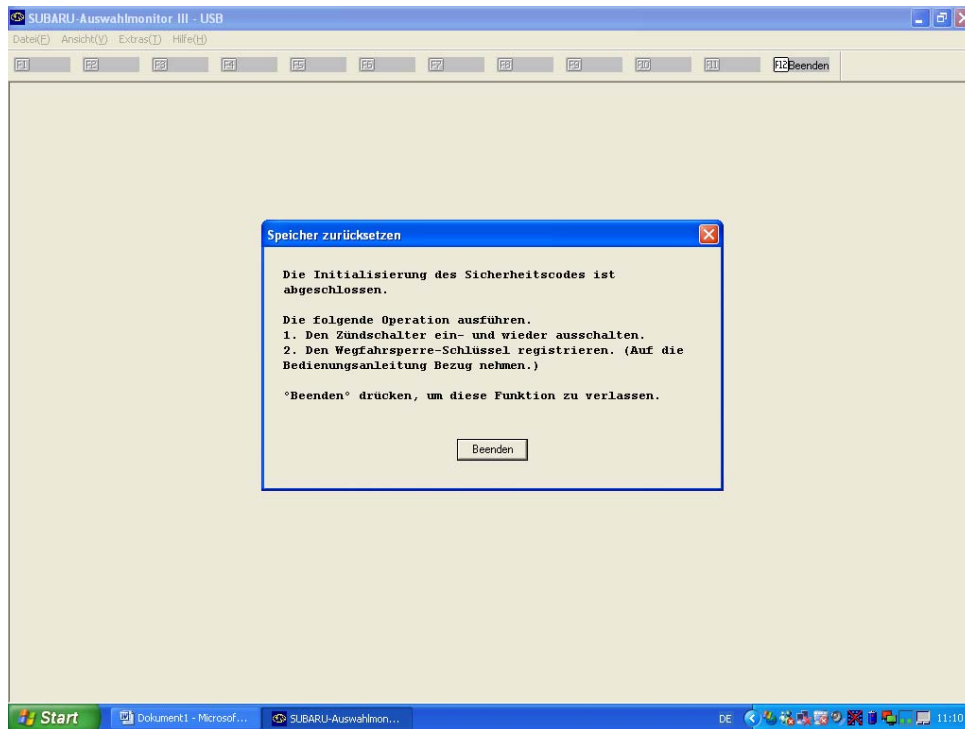 SUBARU-Auswahlmonitor III - USB
Datei(F) Ansicht(V) Extras(T) Hilfe(H)
F1 F2 F3 F4 F5 F6 F7 F8 F9 F10 F11 F12 Beenden
Speicher zurücksetzen
Die Initialisierung des Sicherheitscodes ist
abgeschlossen.
Die folgende Operation ausführen.
1. Den Zündschalter ein- und wieder ausschalten.
2. Den Wegfahrsperre-Schlüssel registrieren. (Auf die
Bedienungsanleitung Bezug nehmen.)
°Beenden° drücken, um diese Funktion zu verlassen.
Beenden
Start Dokument1 - Microsof... SUBARU-Auswahlmon... DE 11:10